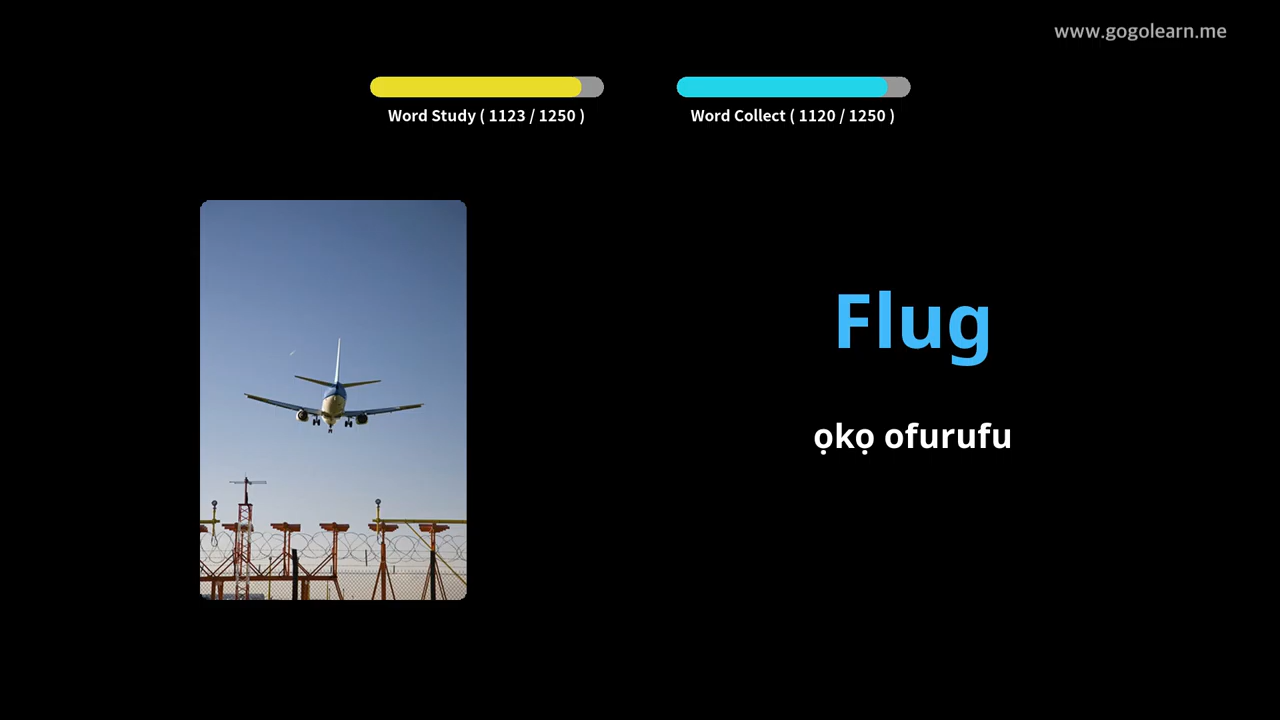 www.gogolearn.me
Word Study ( 1123 / 1250 )
Word Collect ( 1120 / 1250 )
Flug
ọkọ ofurufu